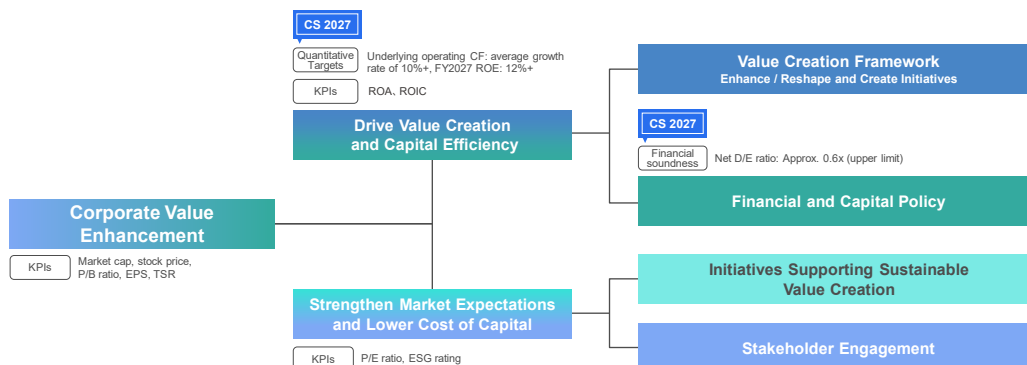 CS 2027
Quantitative
Targets
Underlying operating CF: average growth
rate of 10%+, FY2027 ROE: 12%+
KPIs
ROA、ROIC
Drive Value Creation
and Capital Efficiency
Value Creation Framework
Enhance / Reshape and Create Initiatives
CS 2027
Financial
soundness
Net D/E ratio: Approx. 0.6x (upper limit)
Financial and Capital Policy
Corporate Value
Enhancement
KPIs
Market cap, stock price,
P/B ratio, EPS, TSR
Strengthen Market Expectations
and Lower Cost of Capital
KPIs
P/E ratio, ESG rating
Initiatives Supporting Sustainable
Value Creation
Stakeholder Engagement